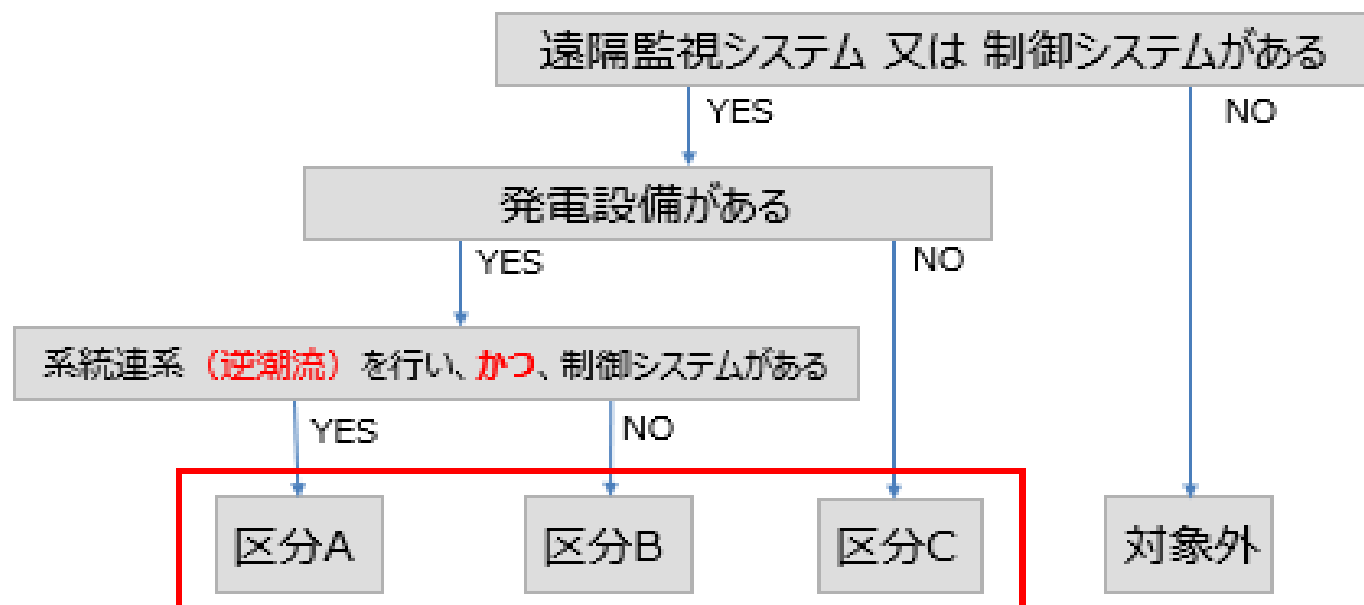 遠隔監視システム 又は 制御システムがある
YES
NO
発電設備がある
YES
NO
系統連系（逆潮流）を行い、かつ、制御システムがある
YES
NO
区分A
区分B
区分C
対象外